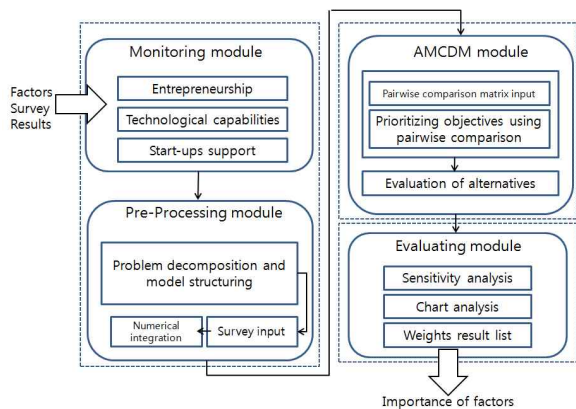 Factors
Survey
Results
Monitoring module
Entrepreneurship
Technological capabilities
Start-ups support
Pre-Processing module
Problem decomposition and
model structuring
Numerical
integration
Survey input
AMCDM module
Pairwise comparison matrix input
Prioritizing objectives using
pairwise comparison
Evaluation of alternatives
Evaluating module
Sensitivity analysis
Chart analysis
Weights result list
Importance of factors